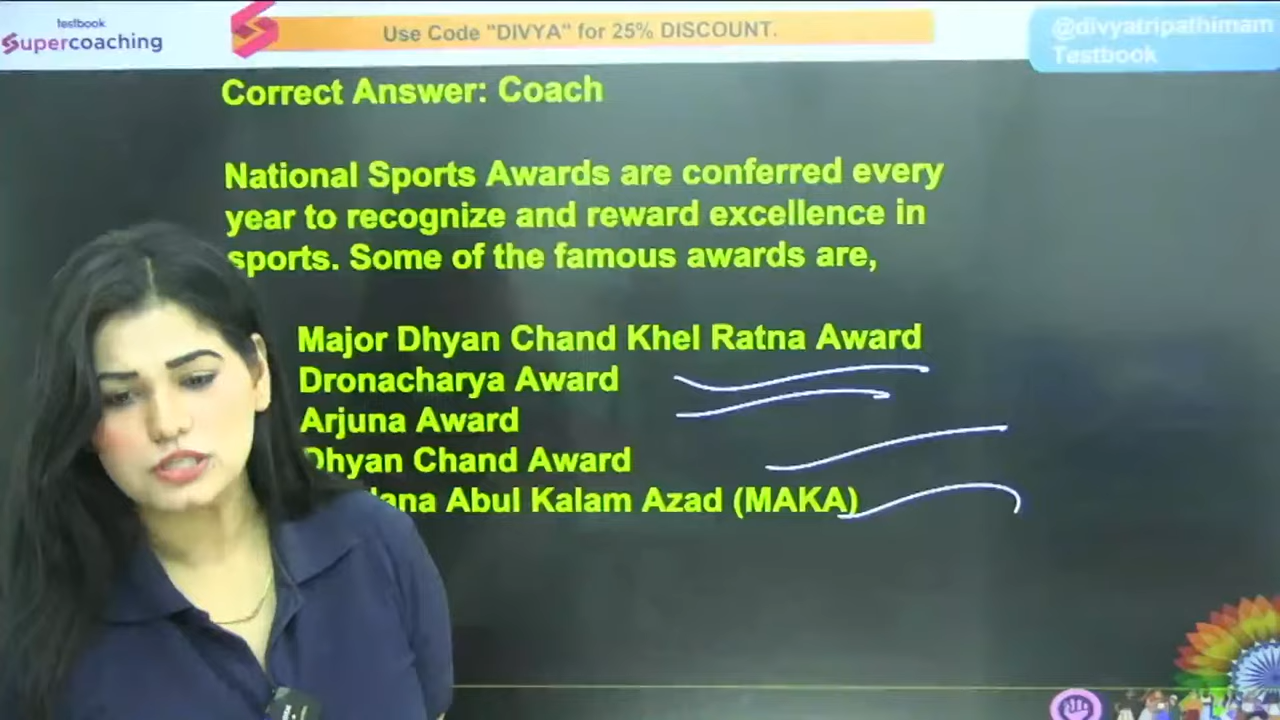 testbook
Supercoaching
Use Code "DIVYA" for 25% DISCOUNT.
@divyatripathimam
Testbook
Correct Answer: Coach
National Sports Awards are conferred every
year to recognize and reward excellence in
sports. Some of the famous awards are,
Major Dhyan Chand Khel Ratna Award
Dronacharya Award
Arjuna Award
Dhyan Chand Award
Abul Kalam Azad (MAKA)